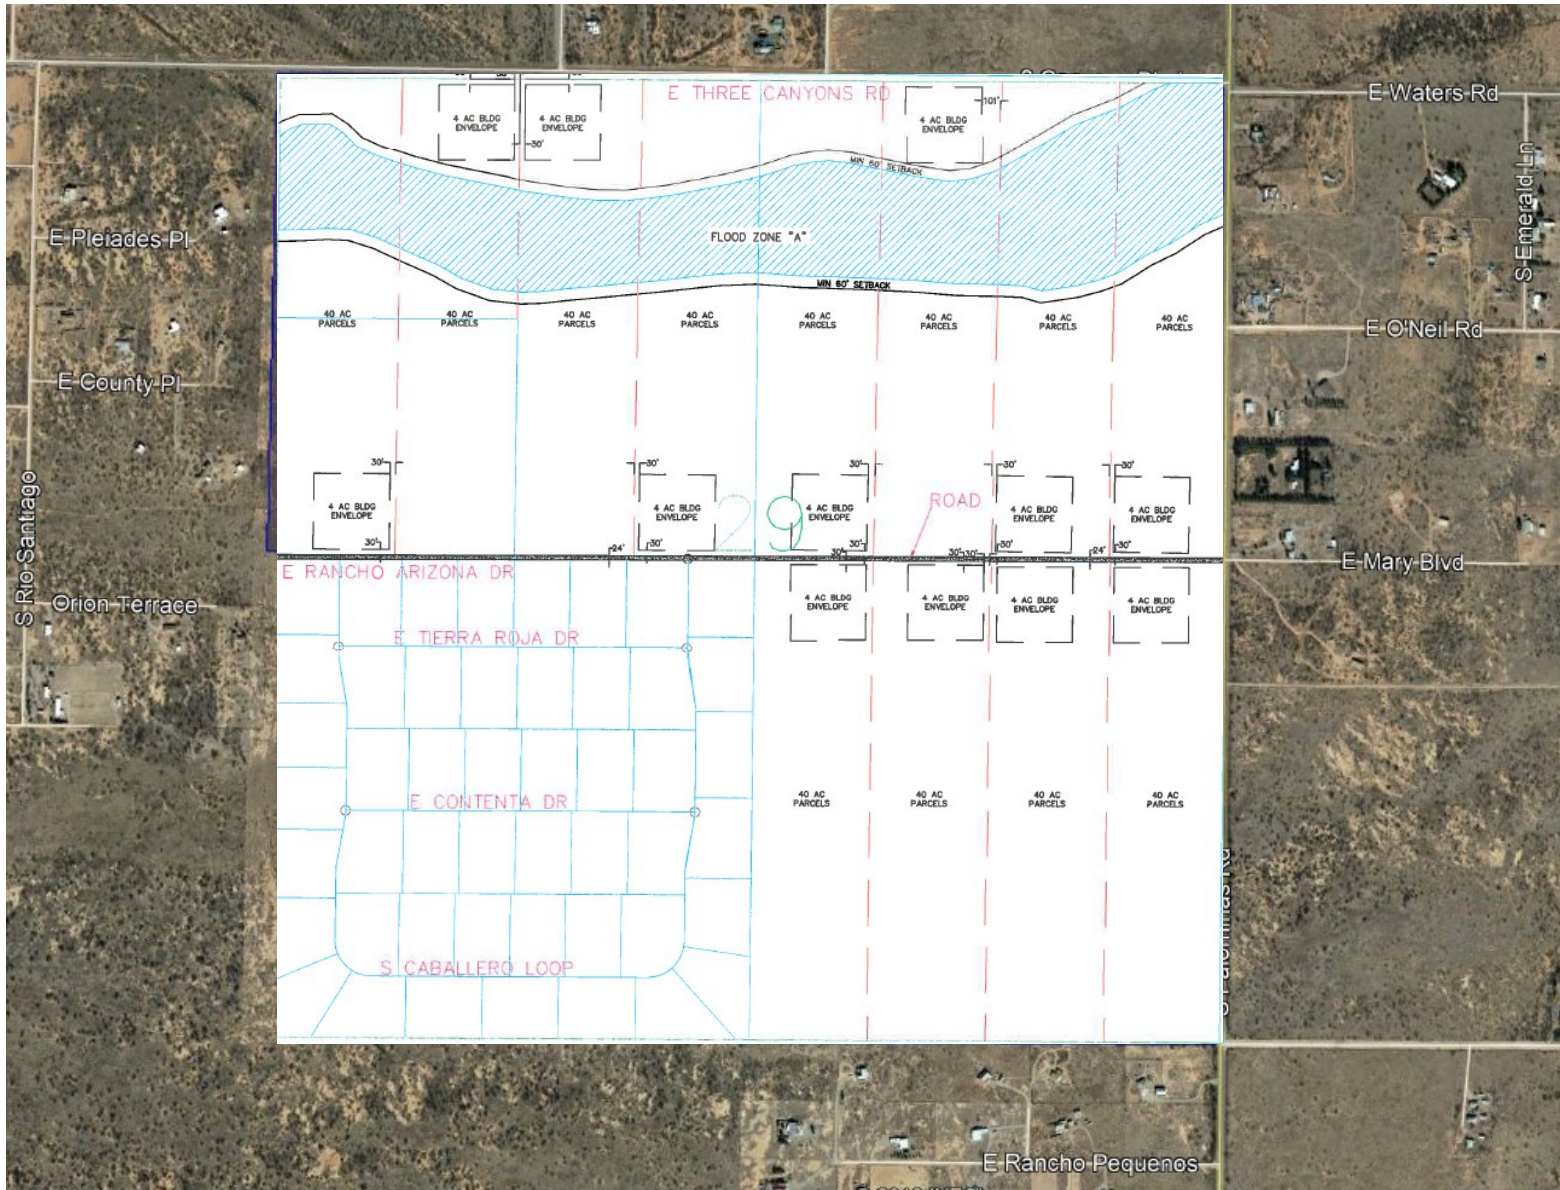 E Waters Rd
E THREE CANYONS RD
101'
4 AC BLDG
ENVELOPE
4 AC BLDG
ENVELOPE
4 AC BLDG
ENVELOPE
30'
MIN 60' SETBACK
S Emerald Ln
E Pleiades Pl
FLOOD ZONE "A"
MIN 60' SETBACK
40 AC
PARCELS
40 AC
PARCELS
40 AC
PARCELS
40 AC
PARCELS
40 AC
PARCELS
40 AC
PARCELS
40 AC
PARCELS
40 AC
PARCELS
E O'Neil Rd
E County Pl
S Rio Santiago
30'
30'
30'
30'
30'
4 AC BLDG
ENVELOPE
4 AC BLDG
ENVELOPE
29
4 AC BLDG
ENVELOPE
ROAD
4 AC BLDG
ENVELOPE
4 AC BLDG
ENVELOPE
30'
24'
30'
30'
30'
30'
30'
30'
24'
30'
E Mary Blvd
E RANCHO ARIZONA DR
Orion Terrace
4 AC BLDG
ENVELOPE
4 AC BLDG
ENVELOPE
4 AC BLDG
ENVELOPE
4 AC BLDG
ENVELOPE
E TIERRA ROJA DR
E CONTENTA DR
40 AC
PARCELS
40 AC
PARCELS
40 AC
PARCELS
40 AC
PARCELS
S CABALLERO LOOP
E Rancho Pequenos